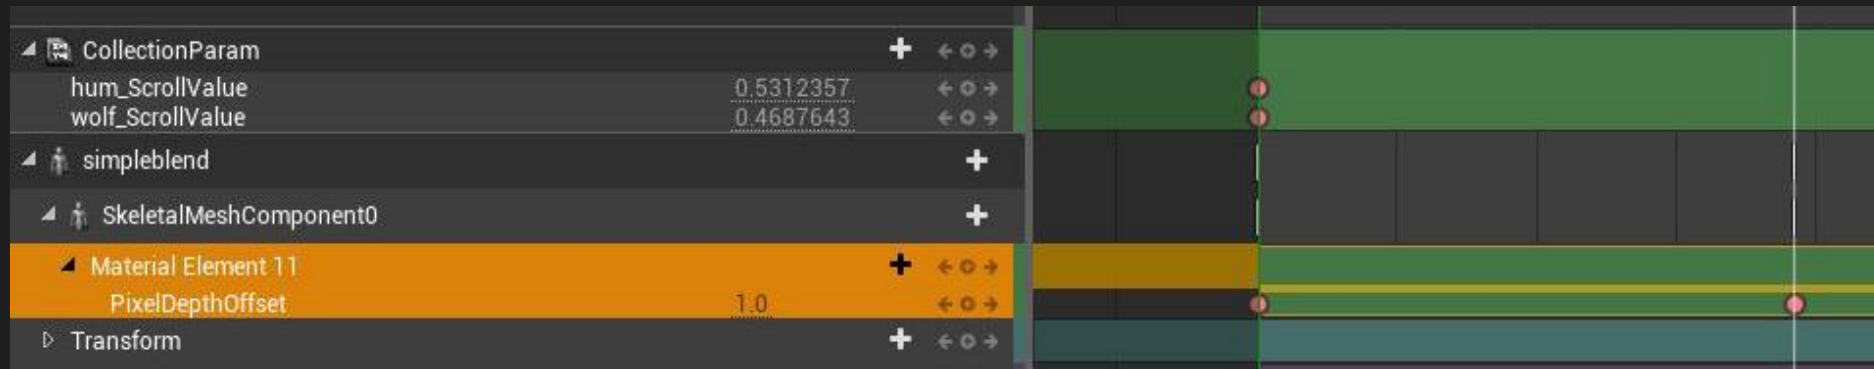 CollectionParam
hum_ScrollValue 0.5312357
wolf_ScrollValue 0.4687643
simpleblend
SkeletalMeshComponent0
Material Element 11
PixelDepthOffset 1.0
Transform